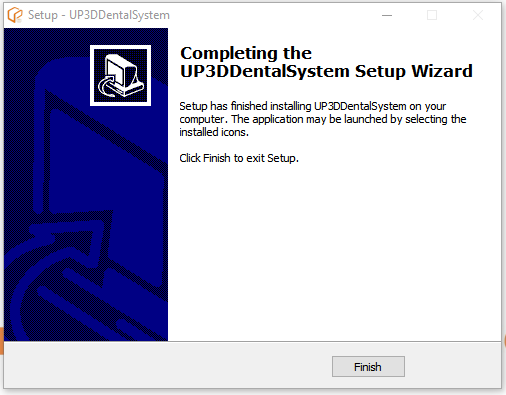 Setup - UP3DDentalSystem
Completing the
UP3DDentalSystem Setup Wizard
Setup has finished installing UP3DDentalSystem on your
computer. The application may be launched by selecting the
installed icons.
Click Finish to exit Setup.
Finish